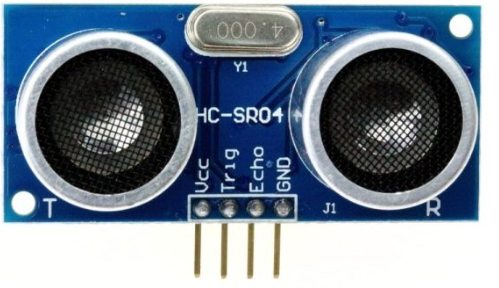 4.000
Y1
HC-SR04
Vcc
Trig
Echo
GND
T
J1
R